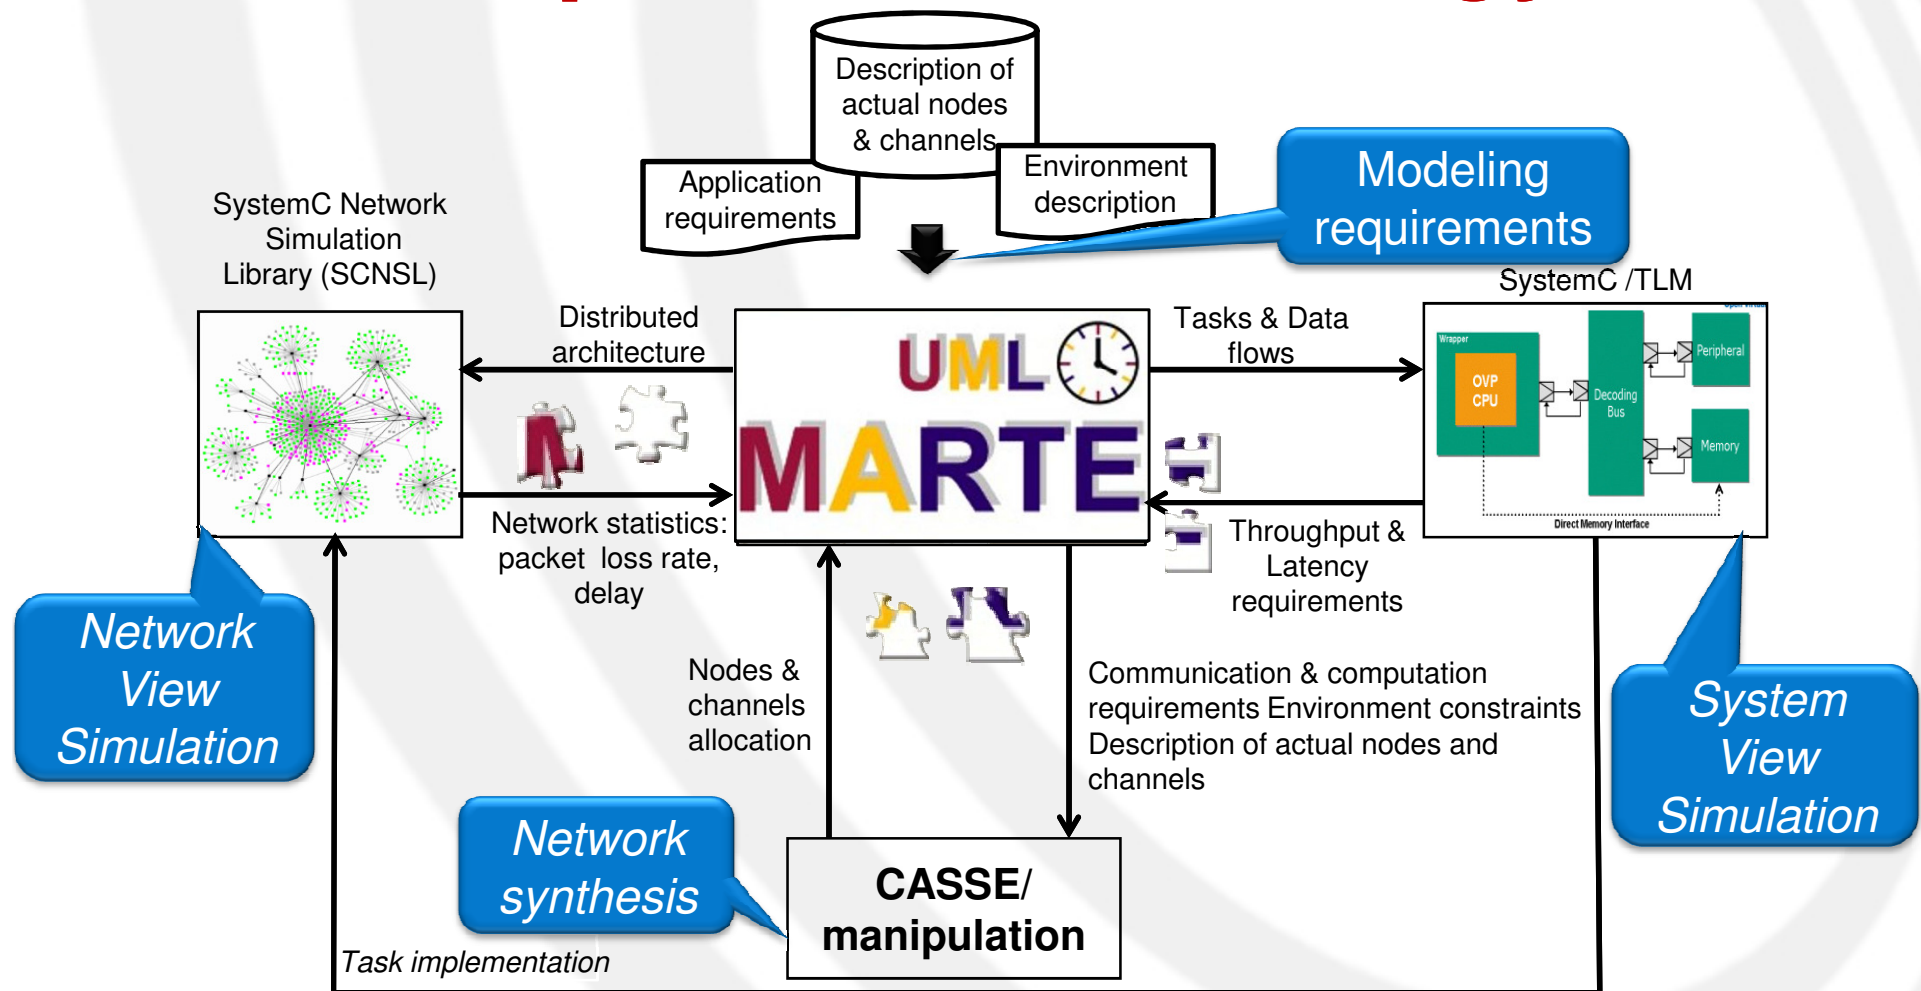 Description of
actual nodes
& channels
Application
requirements
Environment
description
Modeling
requirements
SystemC Network
Simulation
Library (SCNSL)
SystemC /TLM
Distributed
architecture
UML
MARTE
Tasks & Data
flows
Wrapper
OVP
CPU
Decoding
Bus
Peripheral
Memory
Direct Memory Interface
Network statistics:
packet loss rate,
delay
Throughput &
Latency
requirements
Network
View
Simulation
Nodes &
channels
allocation
Communication & computation
requirements Environment constraints
Description of actual nodes and
channels
System
View
Simulation
Network
synthesis
CASSE/
manipulation
Task implementation